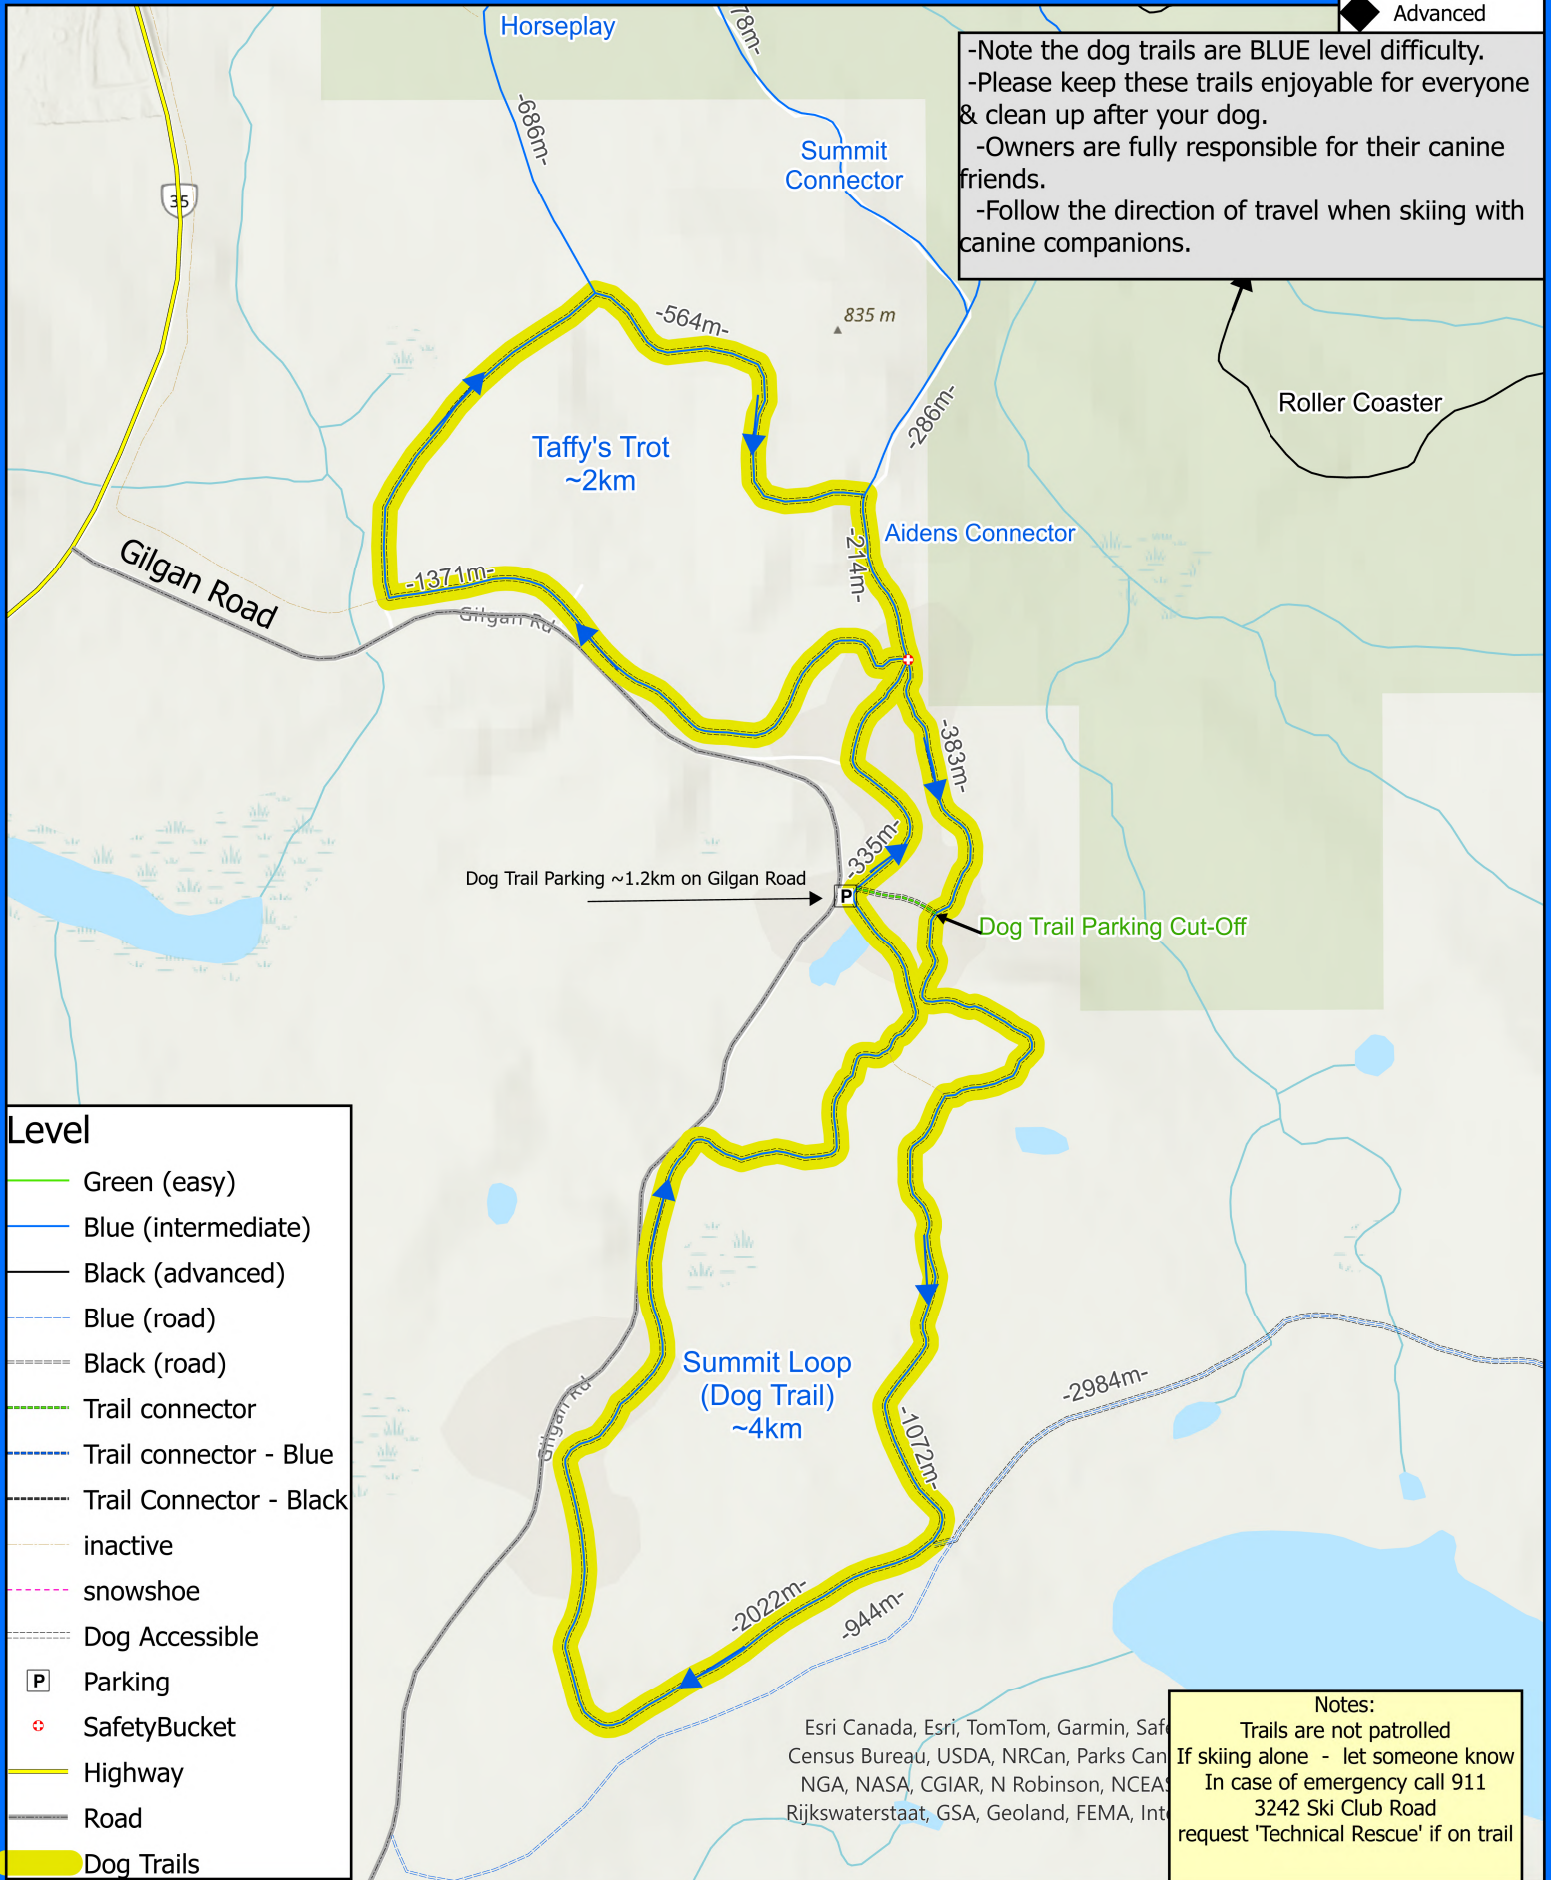 Horseplay
78m-
Advanced
-Note the dog trails are BLUE level difficulty.
-Please keep these trails enjoyable for everyone
& clean up after your dog.
-Owners are fully responsible for their canine
friends.
-Follow the direction of travel when skiing with
canine companions.
-686m-
Summit
Connector
35
-564m-
835 m
-286m-
Roller Coaster
Taffy's Trot
~2km
Aidens Connector
-214m-
Gilgan Road
-1371m-
Gilgan Rd
-383m-
-335m-
Dog Trail Parking ~1.2km on Gilgan Road
P
Dog Trail Parking Cut-Off
Summit Loop
(Dog Trail)
~4km
Gilgan Rd
-2984m-
-1072m-
-2022m-
-944m-
Level
Green (easy)
Blue (intermediate)
Black (advanced)
Blue (road)
Black (road)
Trail connector
Trail connector - Blue
Trail Connector - Black
inactive
snowshoe
Dog Accessible
P Parking
SafetyBucket
Highway
Road
Dog Trails
Esri Canada, Esri, TomTom, Garmin, Safe
Census Bureau, USDA, NRCan, Parks Can
NGA, NASA, CGIAR, N Robinson, NCEAS
Rijkswaterstaat, GSA, Geoland, FEMA, Inte
Notes:
Trails are not patrolled
If skiing alone - let someone know
In case of emergency call 911
3242 Ski Club Road
request 'Technical Rescue' if on trail